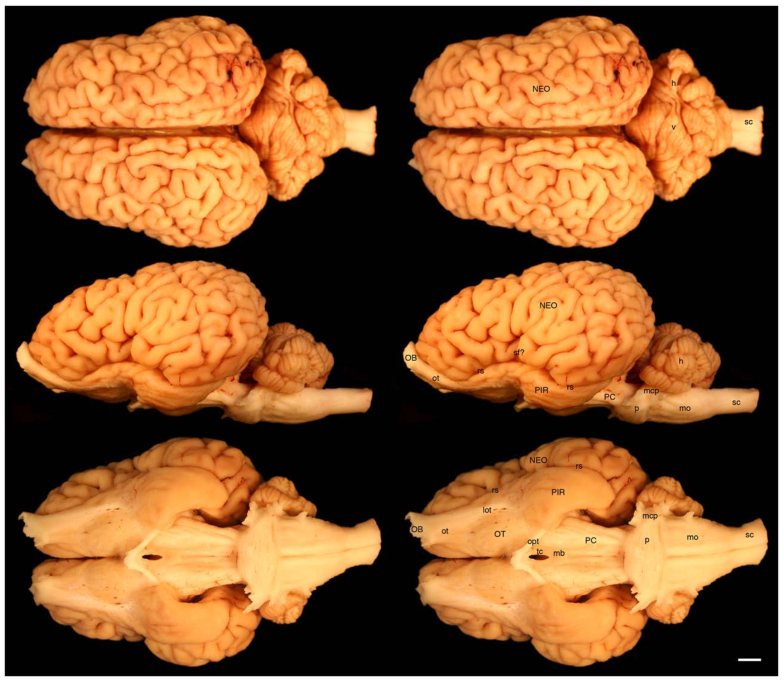 NEO
h
v
sc
NEO
sf?
OB
ot
rs
PIR
rs
h
PC
mcp
p
mo
sc
NEO
rs
rs
PIR
lot
OB
ot
OT
opt
tc
mb
PC
mcp
p
mo
sc